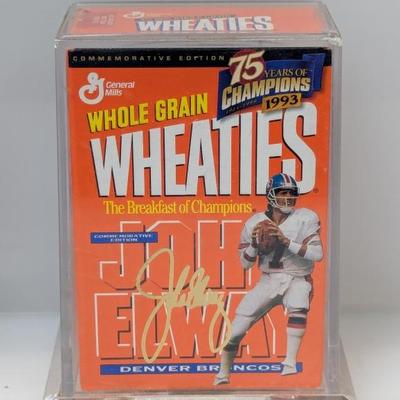 COMMEMORATIVE EDITION
75 YEARS OF
CHAMPIONS
1993
General
Mills
WHOLE GRAIN
WHEATIES
The Breakfast of Champions
COMMEMORATIVE
EDITION
JOHN
7
ELWAY
DENVER BRONCOS